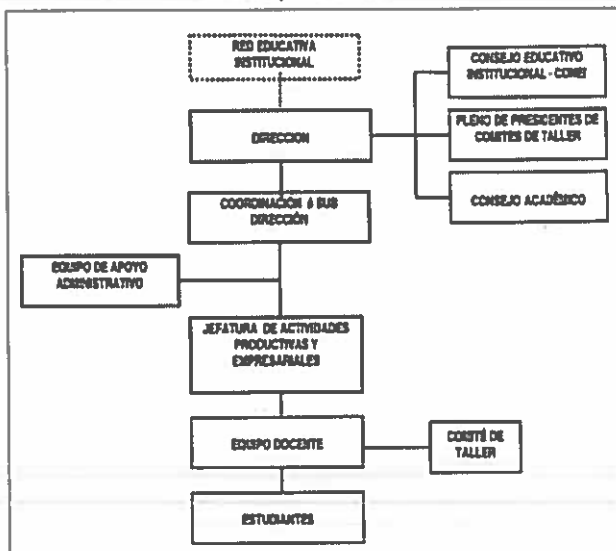 RED EDUCATIVA
INSTITUCIONAL
CONSEJO EDUCATIVO
INSTITUCIONAL - CONEI
DIRECCION
PLENO DE PRESIDENTES DE
COMITES DE TALLER
COORDINACIÓN ó SUB
DIRECCIÓN
CONSEJO ACADÉMICO
EQUIPO DE APOYO
ADMINISTRATIVO
JEFATURA DE ACTIVIDADES
PRODUCTIVAS Y
EMPRESARIALES
EQUIPO DOCENTE
COMITÉ DE
TALLER
ESTUDIANTES